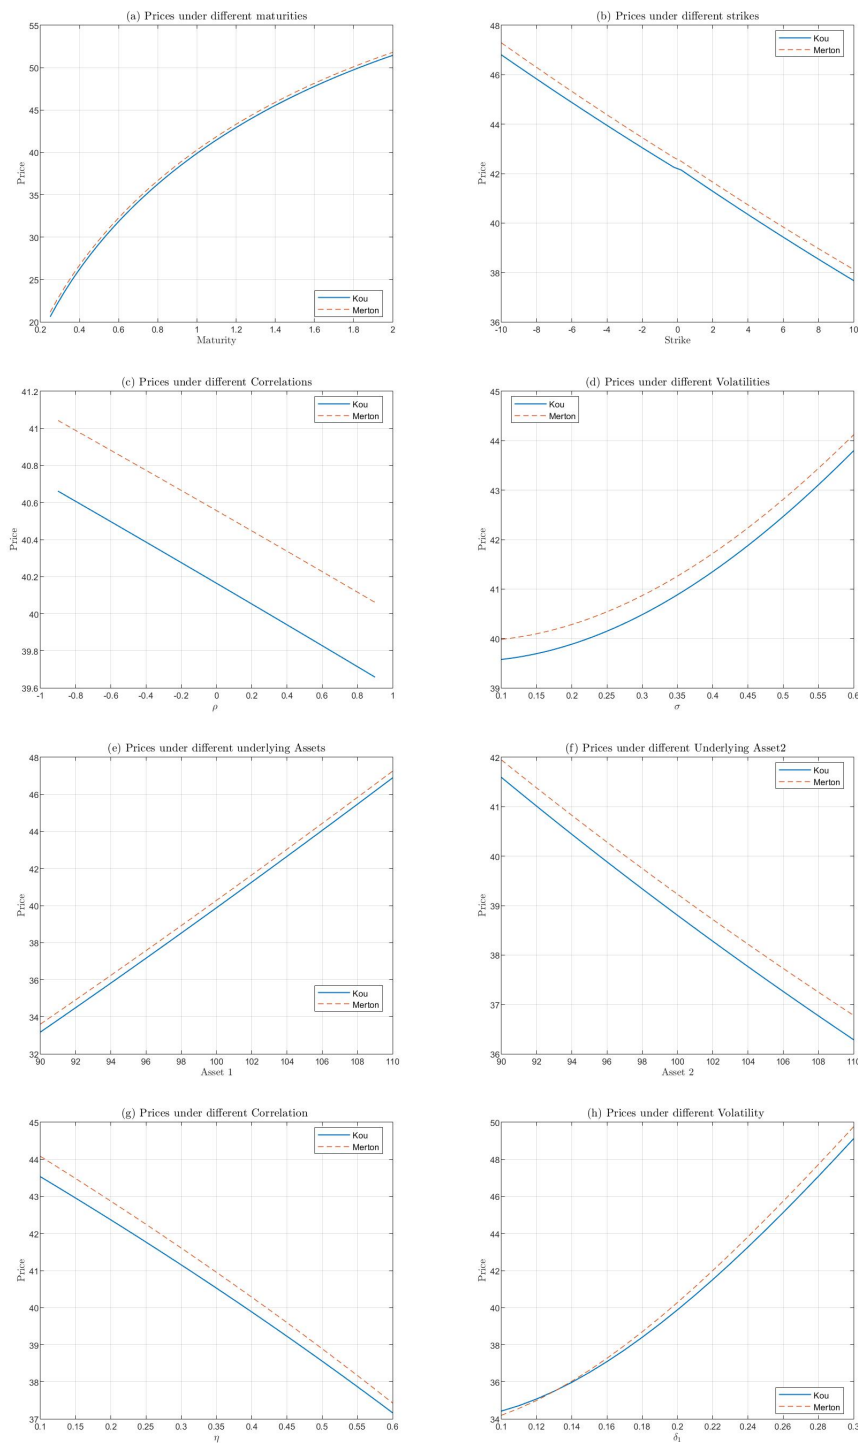 (a) Prices under different maturities
55
50
45
40
35
30
25
20
Price
0.2 0.4 0.6 0.8 1 1.2 1.4 1.6 1.8 2
Maturity
Kou
Merton
(b) Prices under different strikes
48
46
44
42
40
38
36
Price
-10 -8 -6 -4 -2 0 2 4 6 8 10
Strike
Kou
Merton
(c) Prices under different Correlations
41.2
41
40.8
40.6
40.4
40.2
40
39.8
39.6
Price
-1 -0.8 -0.6 -0.4 -0.2 0 0.2 0.4 0.6 0.8 1
ρ
Kou
Merton
(d) Prices under different Volatilities
45
44
43
42
41
40
39
Price
0.1 0.15 0.2 0.25 0.3 0.35 0.4 0.45 0.5 0.55 0.6
σ
Kou
Merton
(e) Prices under different underlying Assets
48
46
44
42
40
38
36
34
32
Price
90 92 94 96 98 100 102 104 106 108 110
Asset 1
Kou
Merton
(f) Prices under different Underlying Asset2
42
41
40
39
38
37
36
Price
90 92 94 96 98 100 102 104 106 108 110
Asset 2
Kou
Merton
(g) Prices under different Correlation
45
44
43
42
41
40
39
38
37
Price
0.1 0.15 0.2 0.25 0.3 0.35 0.4 0.45 0.5 0.55 0.6
η
Kou
Merton
(h) Prices under different Volatility
50
48
46
44
42
40
38
36
34
Price
0.1 0.12 0.14 0.16 0.18 0.2 0.22 0.24 0.26 0.28 0.3
δ₁
Kou
Merton